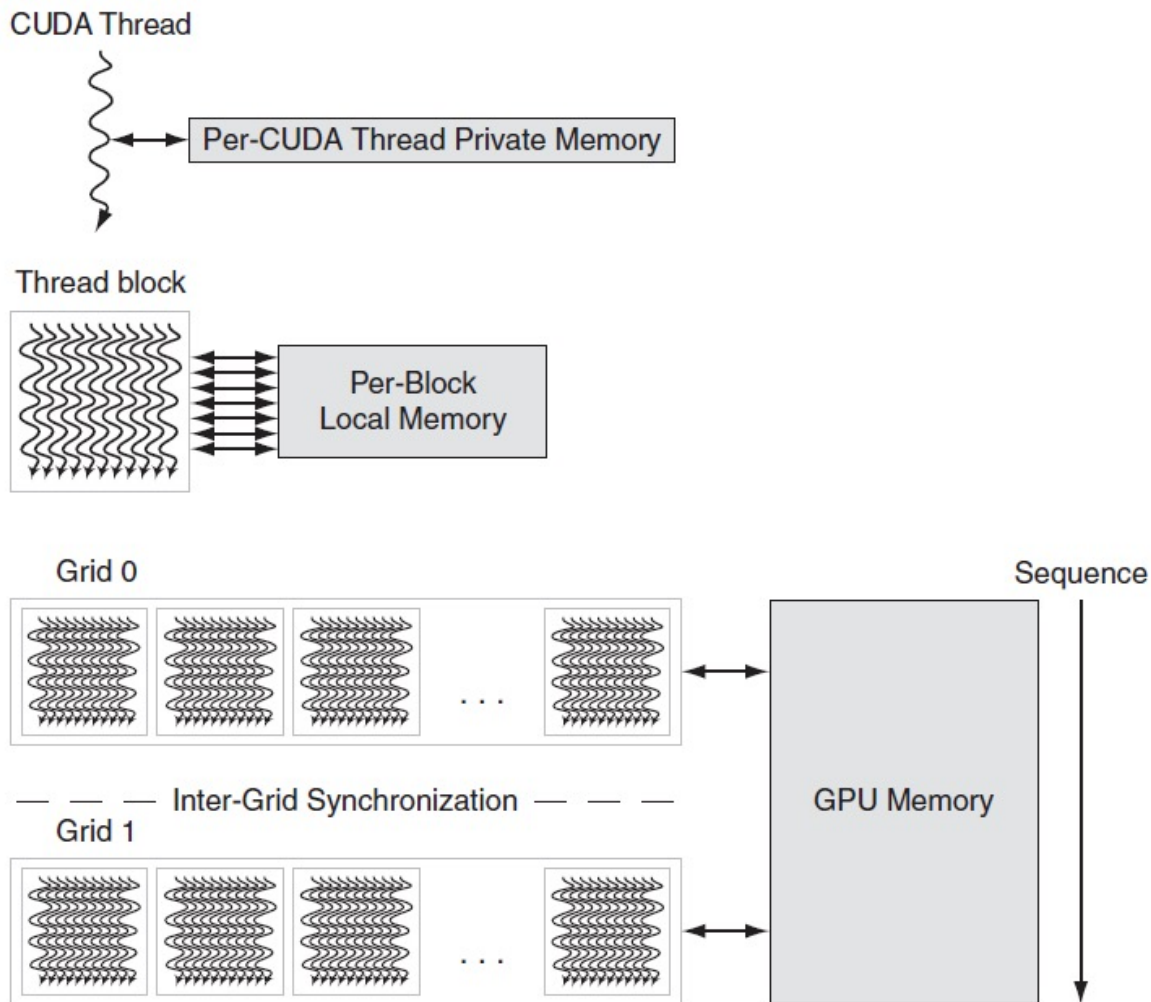 CUDA Thread
Per-CUDA Thread Private Memory
Thread block
Per-Block
Local Memory
Grid 0
Sequence
. . .
Inter-Grid Synchronization
GPU Memory
Grid 1
. . .